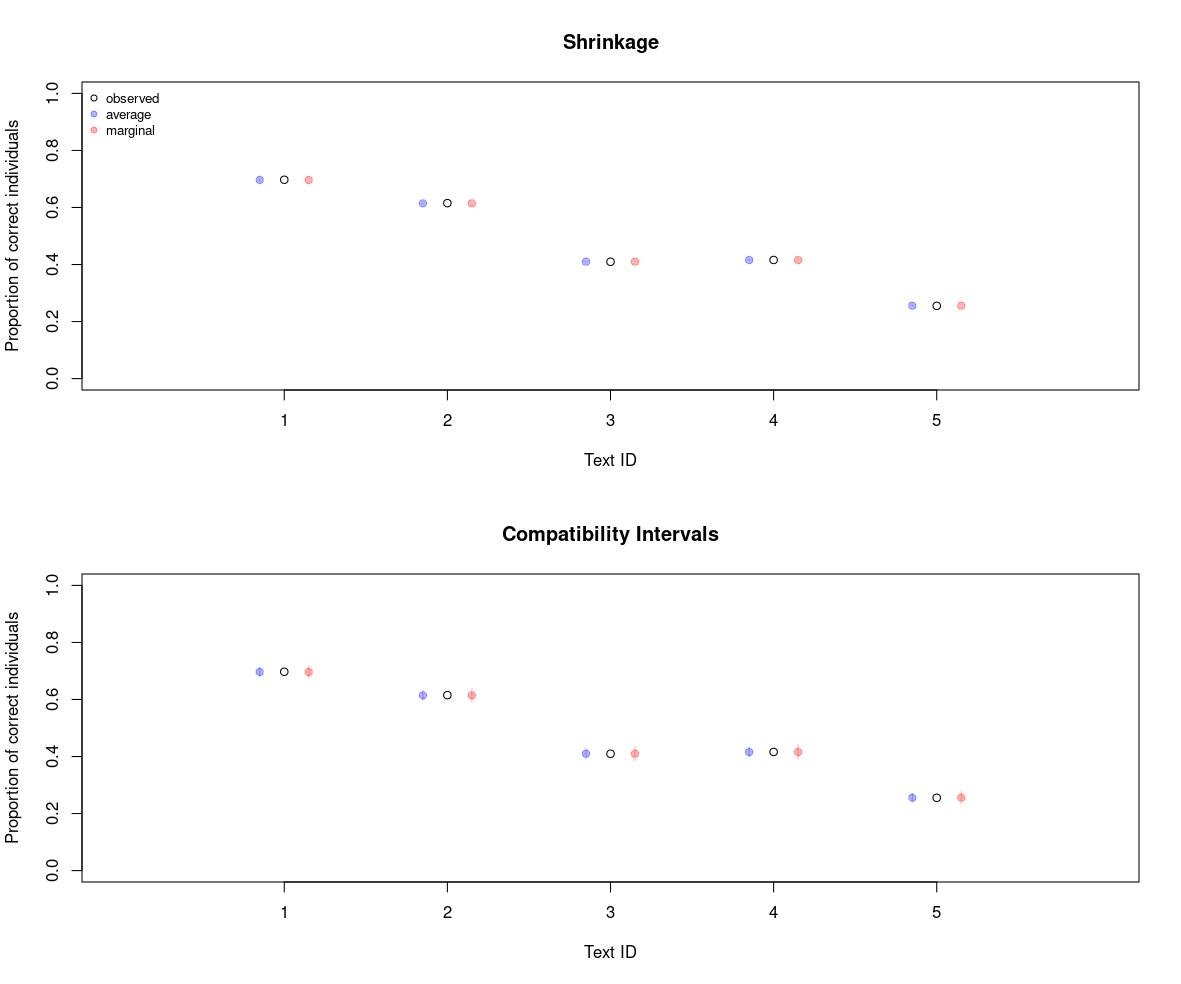 Shrinkage
Proportion of correct individuals
1.0
0.8
0.6
0.4
0.2
0.0
observed
average
marginal
1 2 3 4 5
Text ID
Compatibility Intervals
Proportion of correct individuals
1.0
0.8
0.6
0.4
0.2
0.0
1 2 3 4 5
Text ID